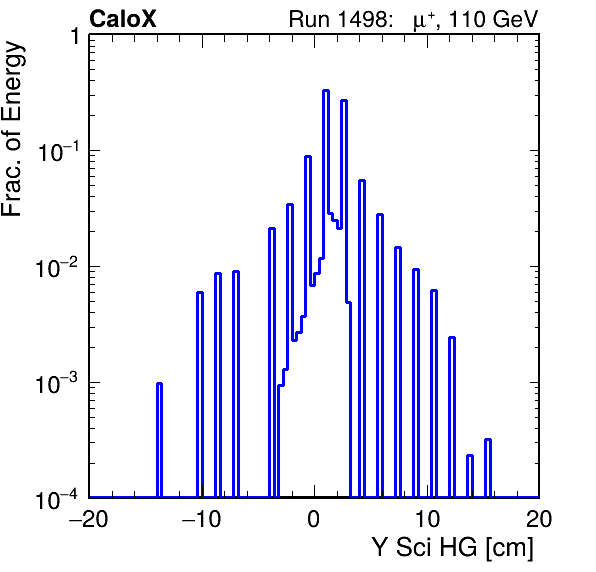 CaloX Run 1498: μ⁺, 110 GeV
Frac. of Energy
1
10⁻¹
10⁻²
10⁻³
10⁻⁴
−20 −10 0 10 20
Y Sci HG [cm]